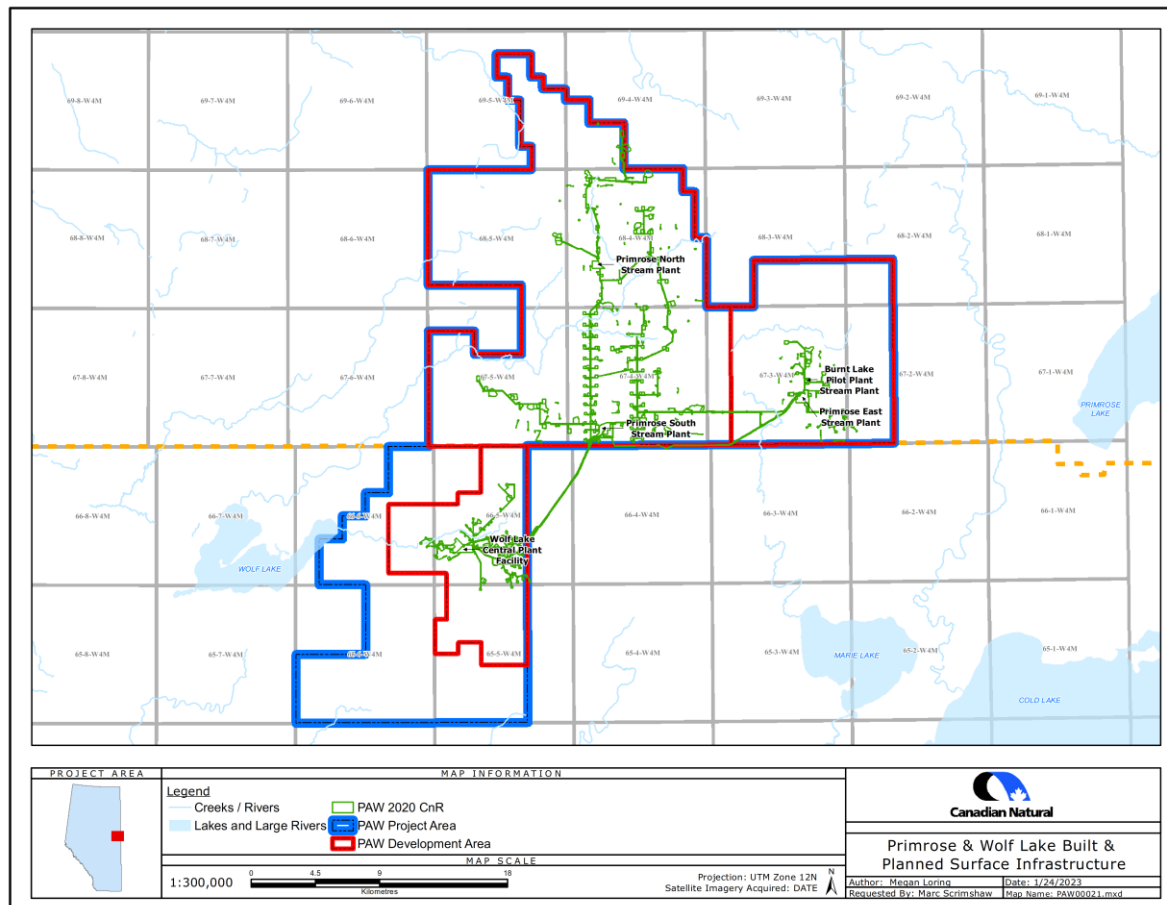 69-8-W4M
69-7-W4M
69-6-W4M
69-5-W4M
69-4-W4M
69-3-W4M
69-2-W4M
69-1-W4M
68-8-W4M
68-7-W4M
68-6-W4M
68-5-W4M
68-4-W4M
68-3-W4M
68-2-W4M
68-1-W4M
Primrose North
Stream Plant
67-8-W4M
67-7-W4M
67-6-W4M
67-5-W4M
67-4-W4M
67-3-W4M
67-2-W4M
67-1-W4M
Burnt Lake
Pilot Plant
Stream Plant
PRIMROSE
LAKE
Primrose East
Stream Plant
Primrose South
Stream Plant
66-8-W4M
66-7-W4M
66-5-W4M
66-4-W4M
66-3-W4M
66-2-W4M
66-1-W4M
Wolf Lake
Central Plant
Facility
WOLF LAKE
65-8-W4M
65-7-W4M
65-5-W4M
65-4-W4M
65-3-W4M
MARIE LAKE
65-2-W4M
65-1-W4M
COLD LAKE
PROJECT AREA
MAP INFORMATION
Legend
Creeks / Rivers
Lakes and Large Rivers
PAW 2020 CnR
PAW Project Area
PAW Development Area
MAP SCALE
1:300,000
0 4.5 9 18
Kilometres
Projection: UTM Zone 12N
Satellite Imagery Acquired: DATE
N
Canadian Natural
Primrose & Wolf Lake Built &
Planned Surface Infrastructure
Author: Megan Loring
Date: 1/24/2023
Requested By: Marc Scrimshaw
Map Name: PAW00021.mxd